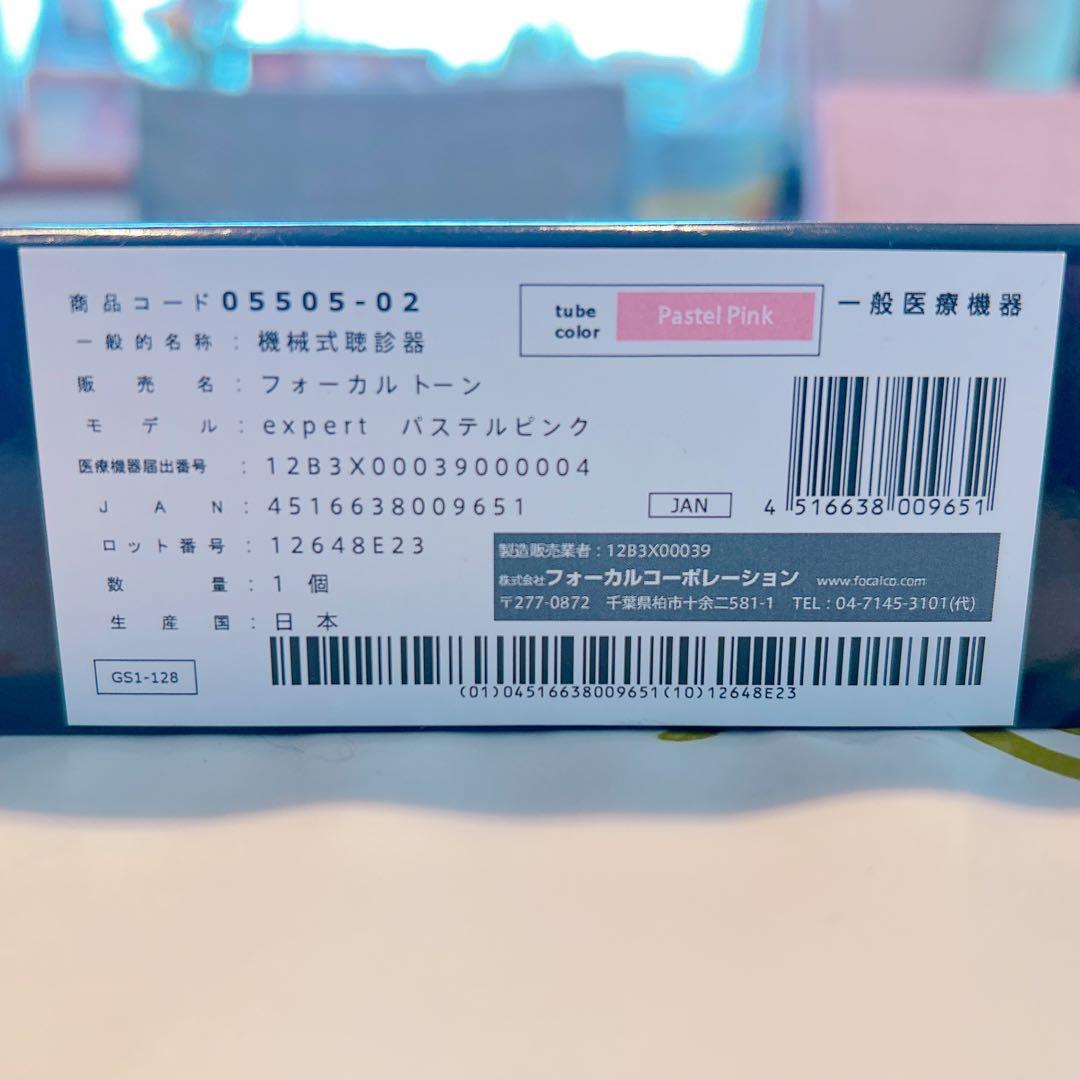 商品コード 05505-02
tube color
Pastel Pink
一般医療機器
一般的名称 : 機械式聴診器
販売名 : フォーカルトーン
モデル : expert パステルピンク
医療機器届出番号 : 12B3X00039000004
JAN : 4516638009651
JAN
4 516638 009651
ロット番号 : 12648E23
数量 : 1個
生産国 : 日本
製造販売業者 : 12B3X00039
株式会社フォーカルコーポレーション www.focalco.com
〒277-0872 千葉県柏市十余二581-1 TEL : 04-7145-3101(代)
GS1-128
(01)04516638009651(10)12648E23